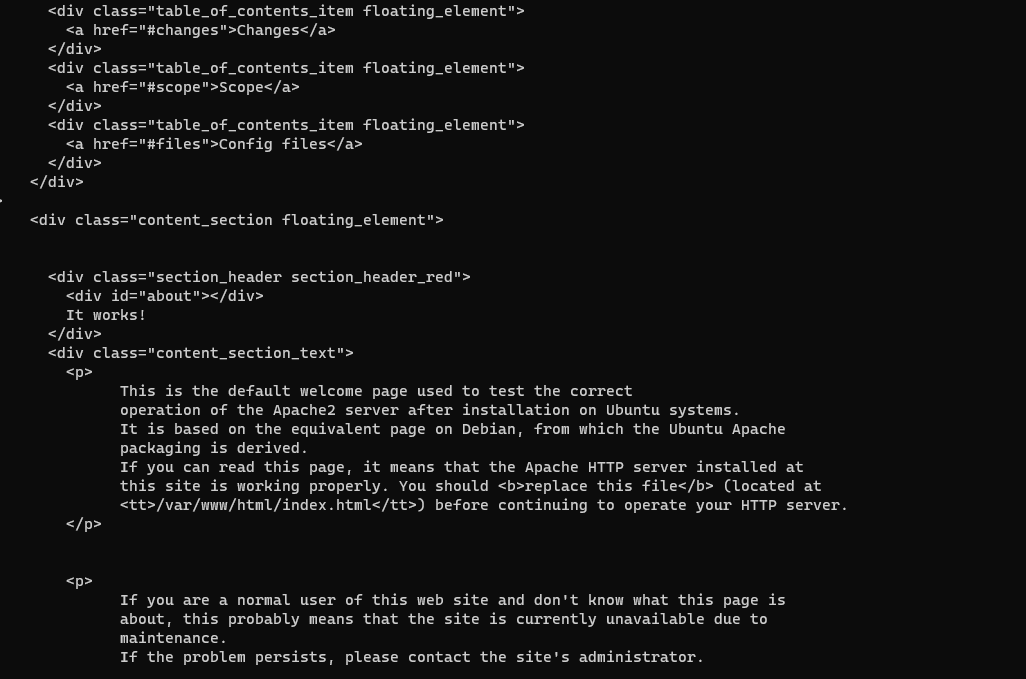 <div class="table_of_contents_item floating_element">
<a href="#changes">Changes</a>
</div>
<div class="table_of_contents_item floating_element">
<a href="#scope">Scope</a>
</div>
<div class="table_of_contents_item floating_element">
<a href="#files">Config files</a>
</div>
</div>
<div class="content_section floating_element">
<div class="section_header section_header_red">
<div id="about"></div>
It works!
</div>
<div class="content_section_text">
<p>
This is the default welcome page used to test the correct
operation of the Apache2 server after installation on Ubuntu systems.
It is based on the equivalent page on Debian, from which the Ubuntu Apache
packaging is derived.
If you can read this page, it means that the Apache HTTP server installed at
this site is working properly. You should <b>replace this file</b> (located at
<tt>/var/www/html/index.html</tt>) before continuing to operate your HTTP server.
</p>
<p>
If you are a normal user of this web site and don't know what this page is
about, this probably means that the site is currently unavailable due to
maintenance.
If the problem persists, please contact the site's administrator.